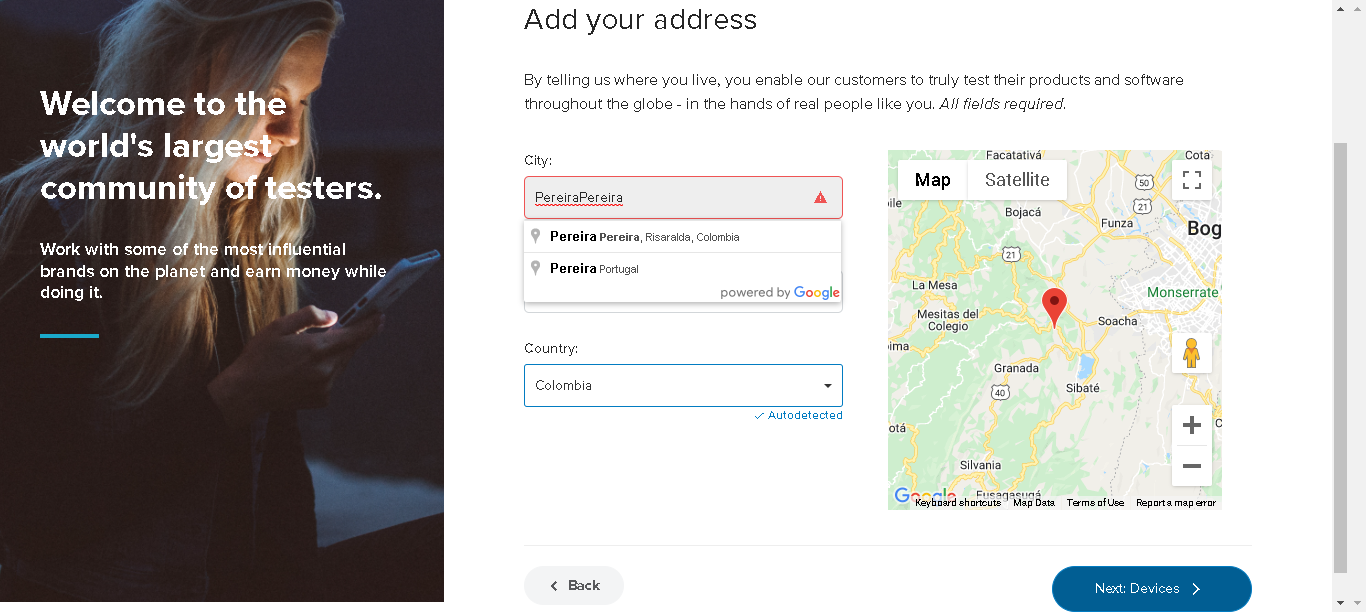 Welcome to the
world's largest
community of testers.
Work with some of the most influential
brands on the planet and earn money while
doing it.
Add your address
By telling us where you live, you enable our customers to truly test their products and software
throughout the globe - in the hands of real people like you. All fields required.
City:
PereiraPereira
Pereira Pereira, Risaralda, Colombia
Pereira Portugal
powered by Google
Country:
Colombia
Autodetected
Map
Satellite
Facatativá
Cota
50
21
Bojacá
Funza
Bog
21
La Mesa
Monserrate
Mesitas del
Colegio
Soacha
Granada
Sibaté
40
Silvania
Fusagasugá
Google
Keyboard shortcuts
Map Data
Terms of Use
Report a map error
Back
Next: Devices